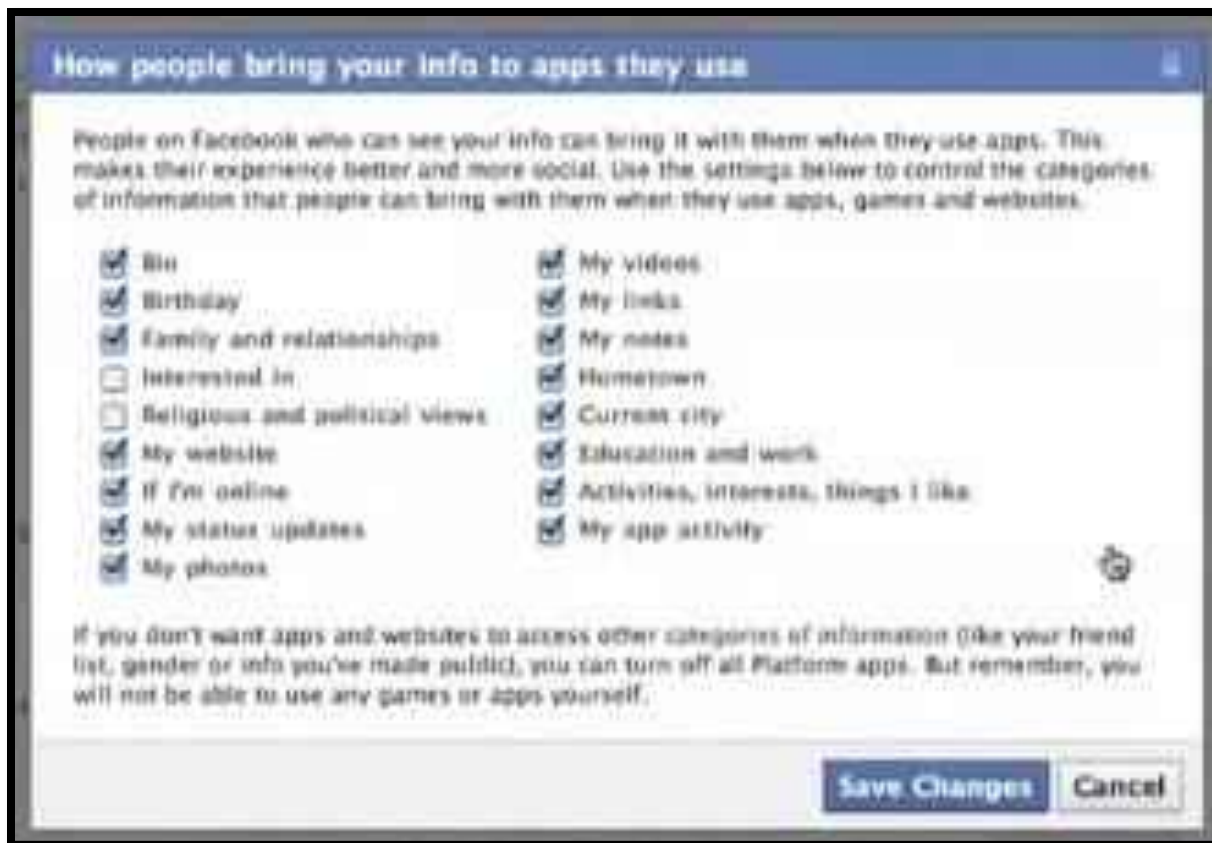 How people bring your info to apps they use
People on Facebook who can see your info can bring it with them when they use apps. This
makes their experience better and more social. Use the settings below to control the categories
of information that people can bring with them when they use apps, games and websites.
Bio
Birthday
Family and relationships
Interested in
Religious and political views
My website
If I'm online
My status updates
My photos
My videos
My links
My notes
Hometown
Current city
Education and work
Activities, interests, things I like
My app activity
If you don't want apps and websites to access other categories of information (like your friend
list, gender or info you've made public), you can turn off all Platform apps. But remember, you
will not be able to use any games or apps yourself.
Save Changes
Cancel